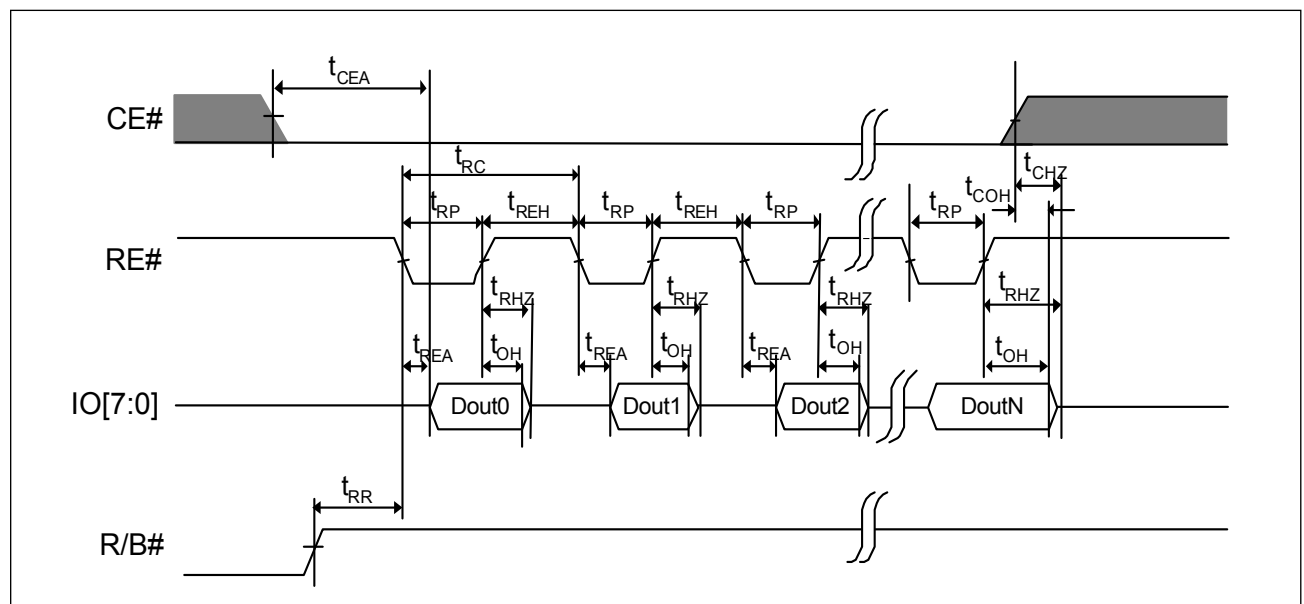 tCEA
CE#
tRC
tCHZ
tCOH
tRP
tREH
tRP
tREH
tRP
tRP
RE#
tRHZ
tRHZ
tRHZ
tRHZ
tREA
tOH
tREA
tOH
tREA
tOH
tOH
IO[7:0]
Dout0
Dout1
Dout2
DoutN
tRR
R/B#